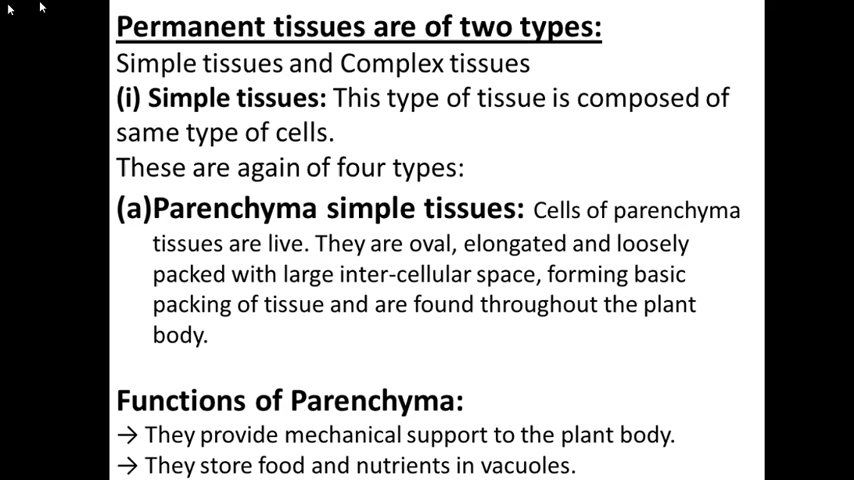 Permanent tissues are of two types:
Simple tissues and Complex tissues
(i) Simple tissues: This type of tissue is composed of
same type of cells.
These are again of four types:
(a)Parenchyma simple tissues: Cells of parenchyma
tissues are live. They are oval, elongated and loosely
packed with large inter-cellular space, forming basic
packing of tissue and are found throughout the plant
body.
Functions of Parenchyma:
→ They provide mechanical support to the plant body.
→ They store food and nutrients in vacuoles.